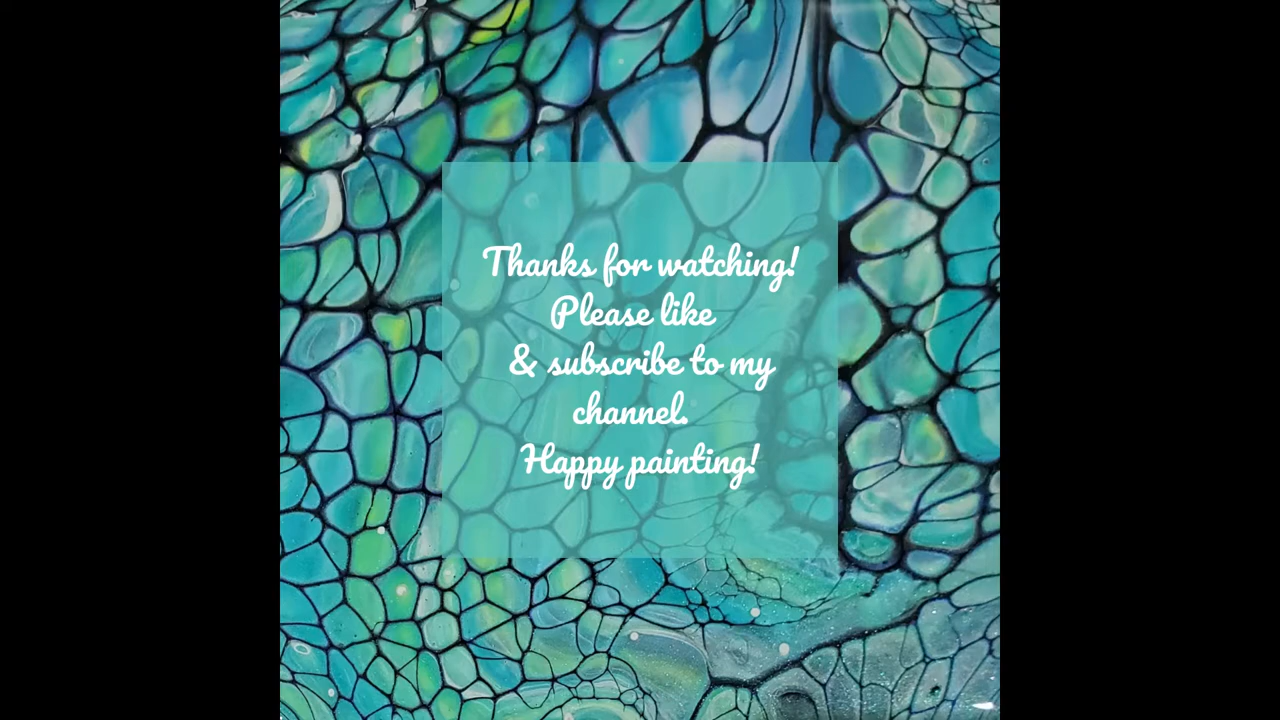 Thanks for watching!
Please like
& subscribe to my
channel.
Happy painting!